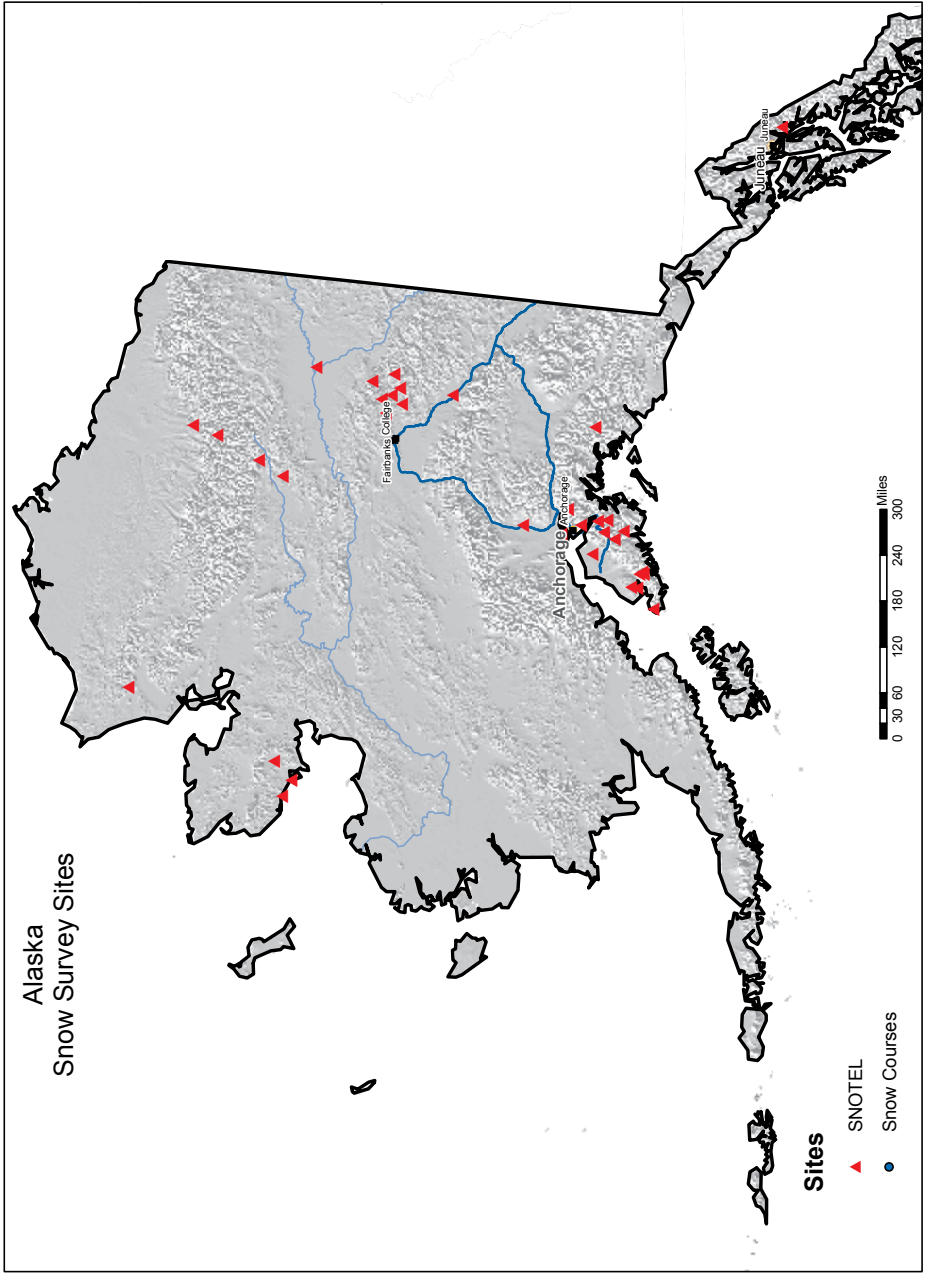 Alaska
Snow Survey Sites
Fairbanks College
Anchorage
Anchorage
Juneau
Juneau
Sites
SNOTEL
Snow Courses
0 30 60 120 180 240 300
Miles